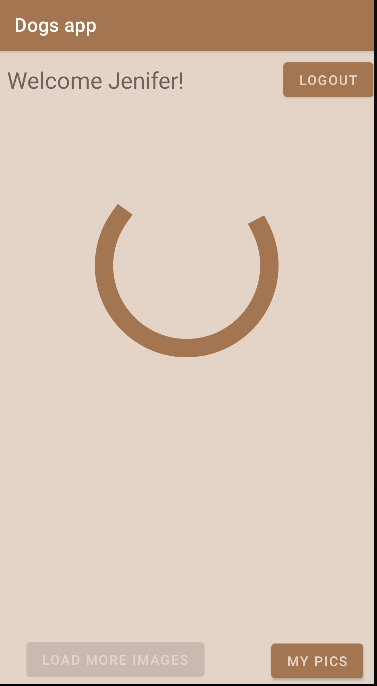 Dogs app
Welcome Jenifer!
LOGOUT
LOAD MORE IMAGES
MY PICS